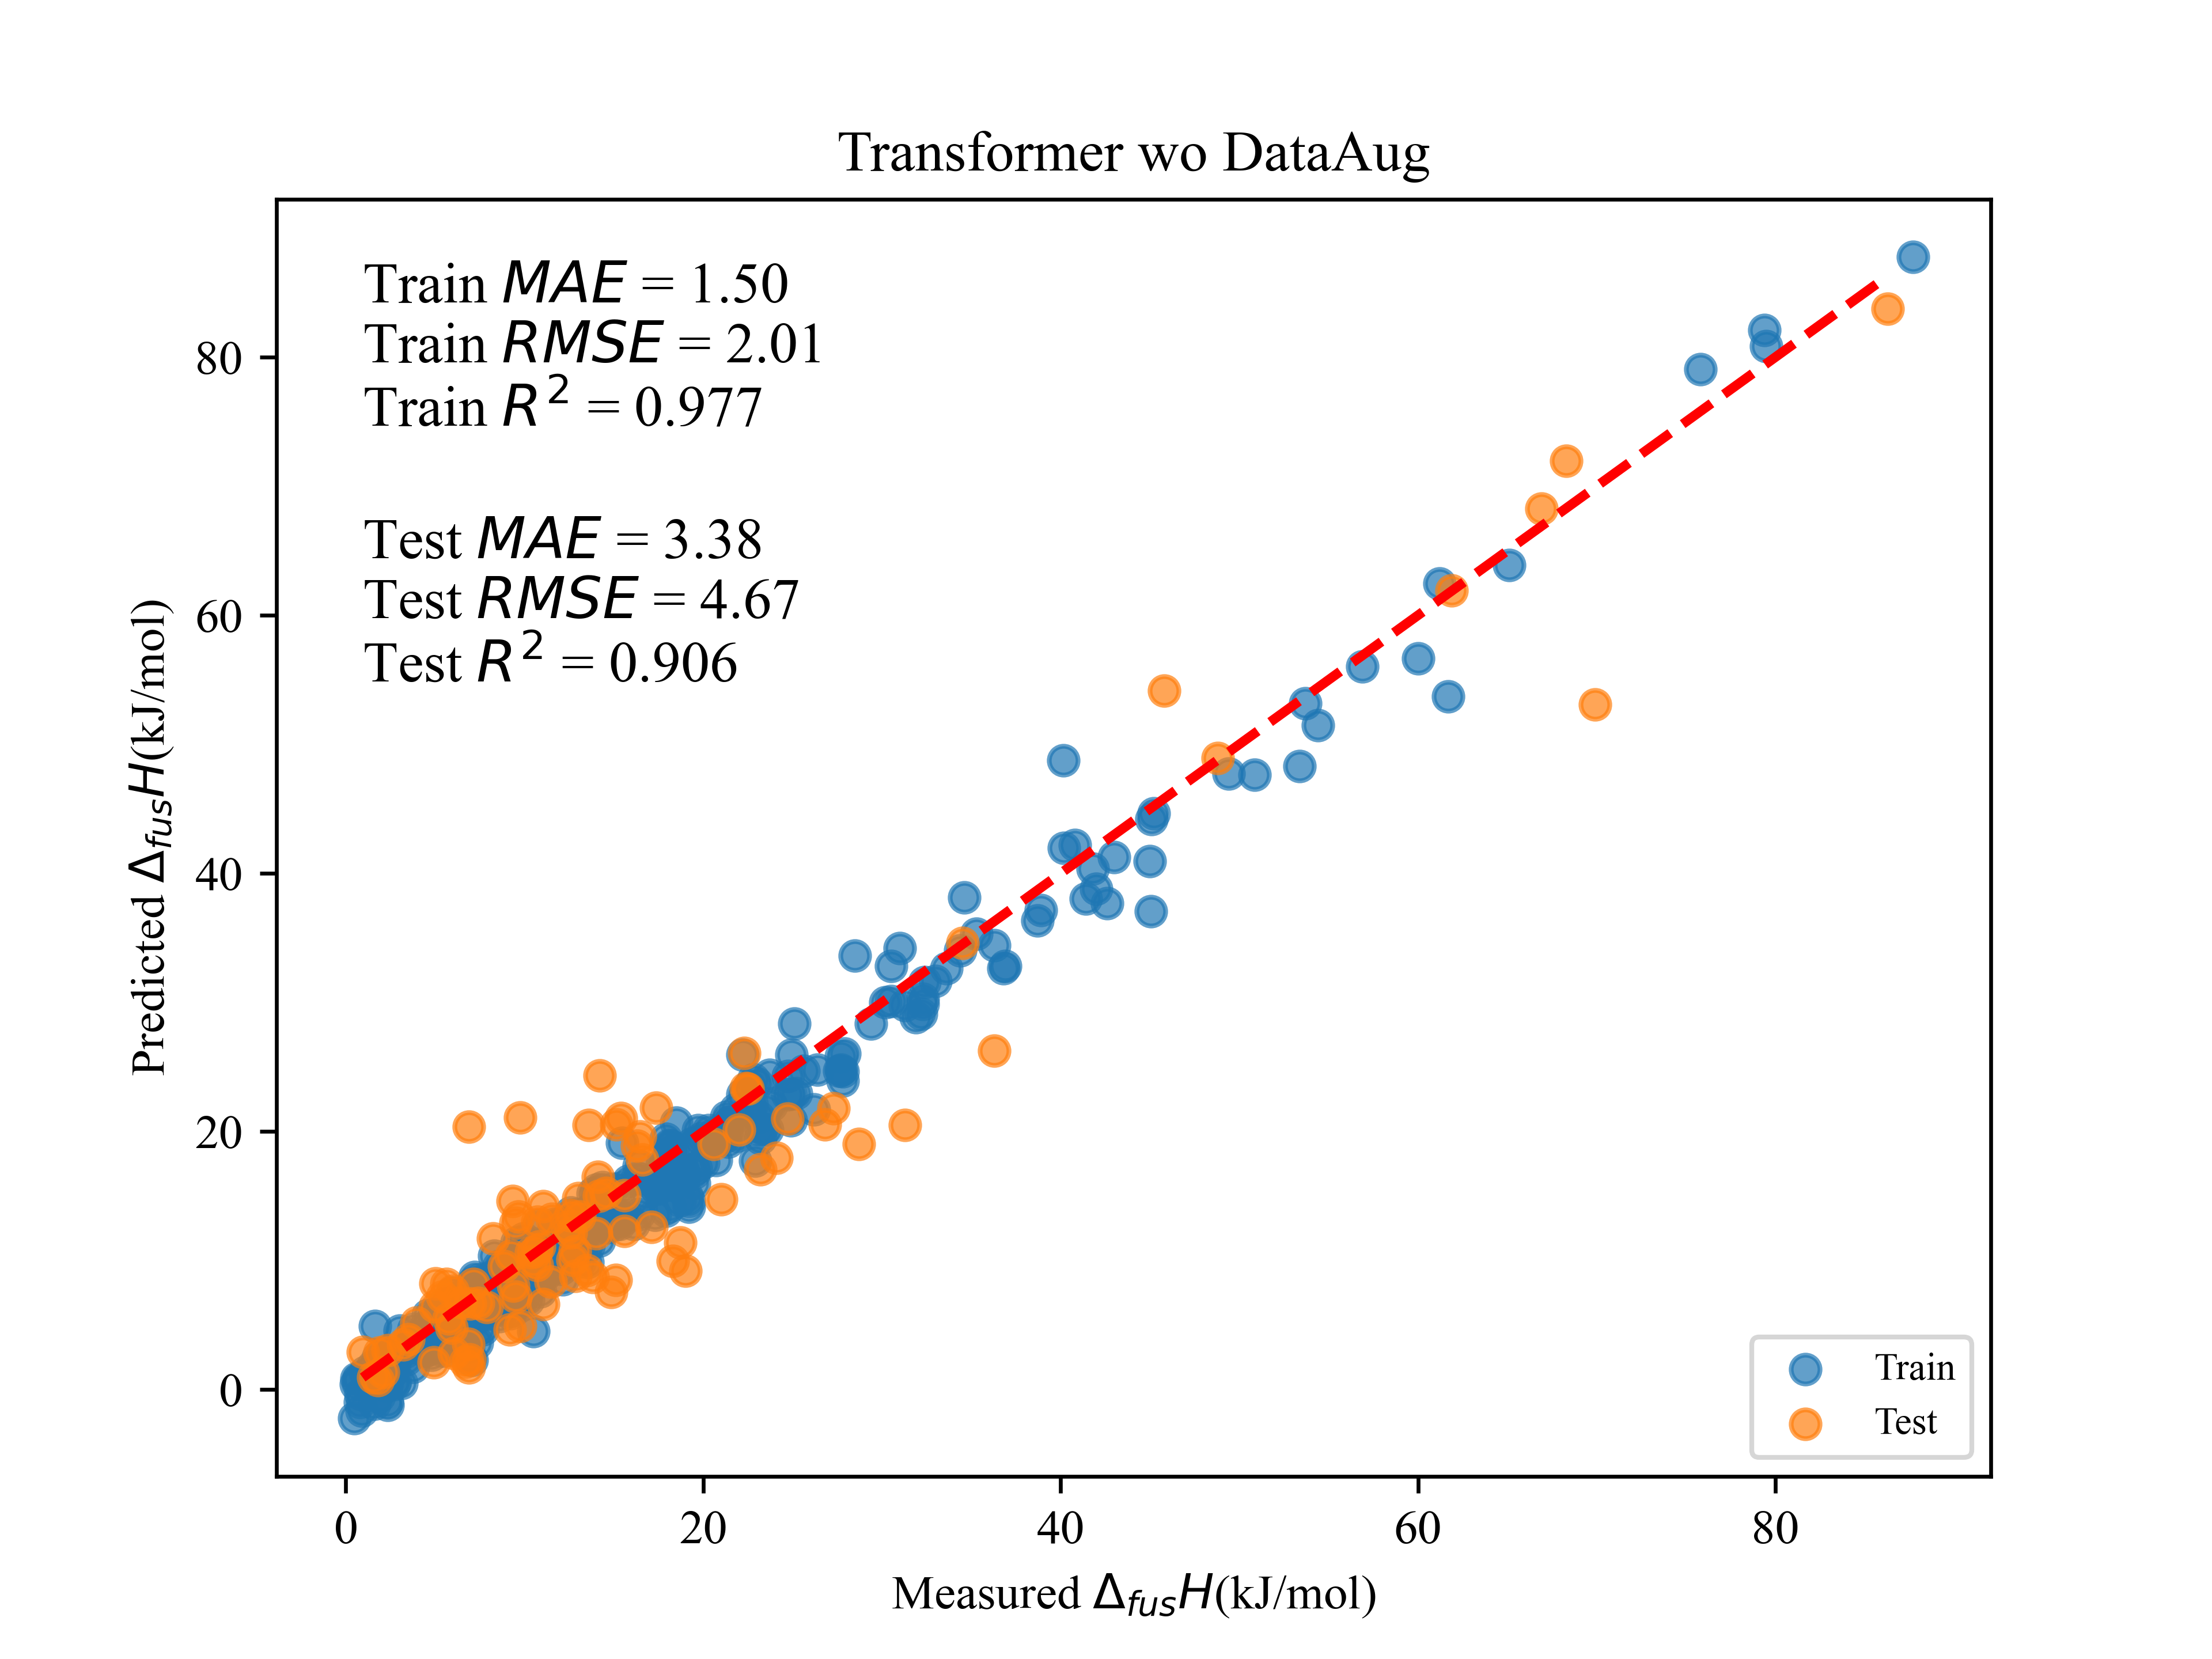 Transformer wo DataAug
Train MAE = 1.50
Train RMSE = 2.01
Train R² = 0.977
Test MAE = 3.38
Test RMSE = 4.67
Test R² = 0.906
Predicted ΔfusH(kJ/mol)
80
60
40
20
0
Train
Test
0 20 40 60 80
Measured ΔfusH(kJ/mol)